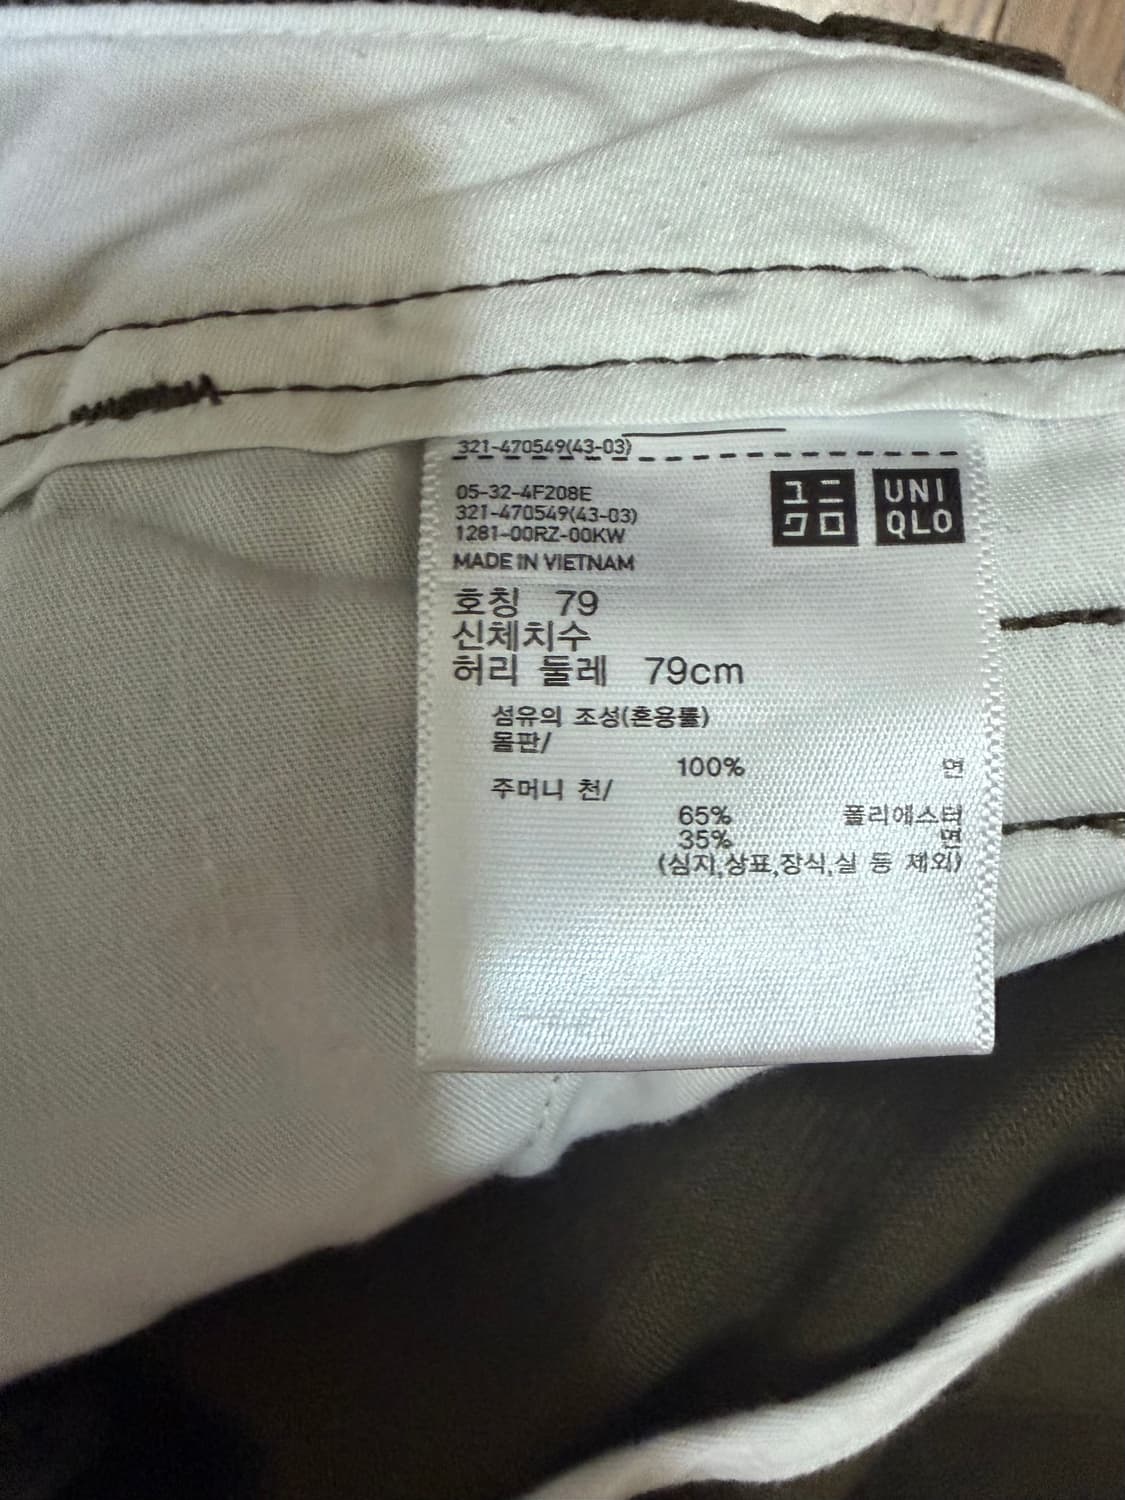 321-470549(43-03)
05-32-4F208E
321-470549(43-03)
1281-00RZ-00KW
MADE IN VIETNAM
ユニ
クロ
UNI
QLO
호칭 79
신체치수
허리 둘레 79cm
섬유의 조성(혼용률)
몸판/
100% 면
주머니 천/
65% 폴리에스터
35% 면
(심지,상표,장식,실 등 제외)